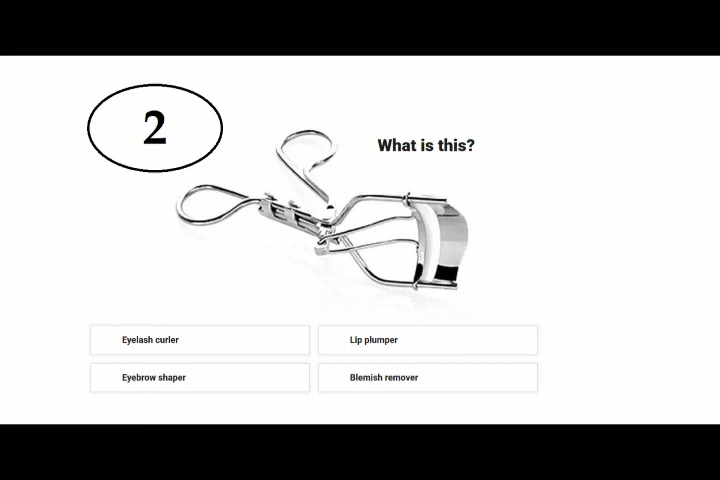 2
What is this?
Eyelash curler
Lip plumper
Eyebrow shaper
Blemish remover